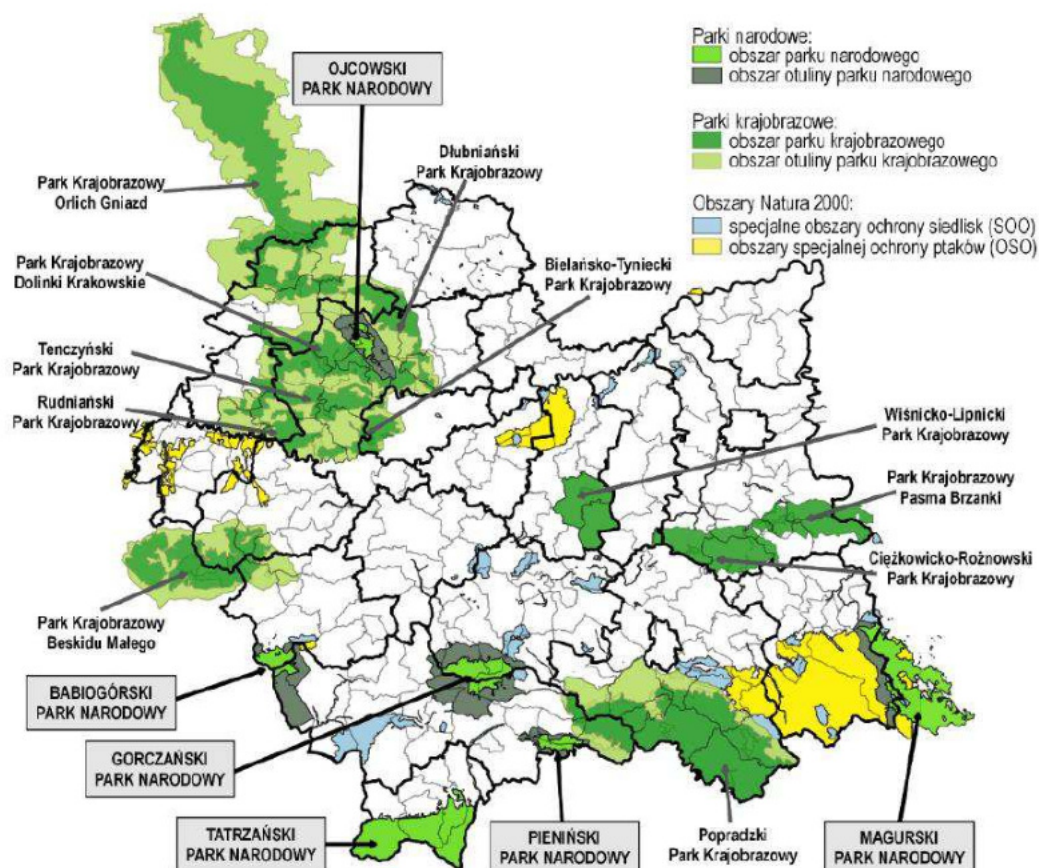 Parki narodowe:
obszar parku narodowego
obszar otuliny parku narodowego
Parki krajobrazowe:
obszar parku krajobrazowego
obszar otuliny parku krajobrazowego
Obszary Natura 2000:
specjalne obszary ochrony siedlisk (SOO)
obszary specjalnej ochrony ptaków (OSO)
OJCOWSKI
PARK NARODOWY
Dłubniański
Park Krajobrazowy
Park Krajobrazowy
Orlich Gniazd
Park Krajobrazowy
Dolinki Krakowskie
Bielańsko-Tyniecki
Park Krajobrazowy
Tenczyński
Park Krajobrazowy
Rudniański
Park Krajobrazowy
Wiśnicko-Lipnicki
Park Krajobrazowy
Park Krajobrazowy
Pasma Brzanki
Ciężkowicko-Rożnowski
Park Krajobrazowy
Park Krajobrazowy
Beskidu Małego
BABIOGÓRSKI
PARK NARODOWY
GORCZAŃSKI
PARK NARODOWY
TATRZAŃSKI
PARK NARODOWY
PIENIŃSKI
PARK NARODOWY
Popradzki
Park Krajobrazowy
MAGURSKI
PARK NARODOWY